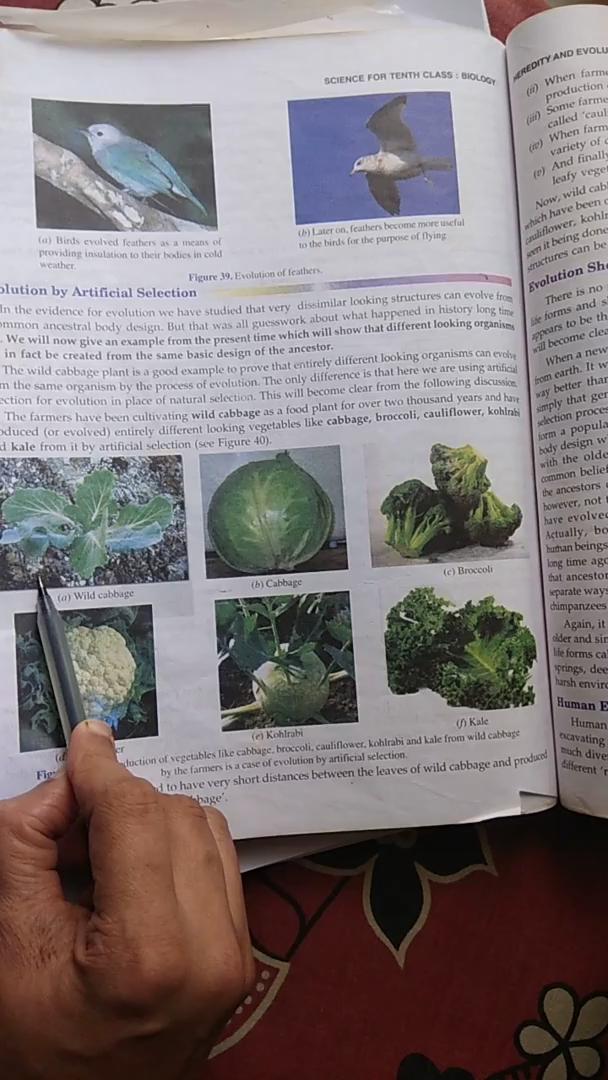 SCIENCE FOR TENTH CLASS : BIOLOGY
(a) Birds evolved feathers as a means of
providing insulation to their bodies in cold
weather.
(b) Later on, feathers become more useful
to the birds for the purpose of flying.
Figure 39. Evolution of feathers.
olution by Artificial Selection
In the evidence for evolution we have studied that very dissimilar looking structures can evolve from
ommon ancestral body design. But that was all guesswork about what happened in history long time
. We will now give an example from the present time which will show that different looking organisms
in fact be created from the same basic design of the ancestor.
The wild cabbage plant is a good example to prove that entirely different looking organisms can evolve
m the same organism by the process of evolution. The only difference is that here we are using artificial
ection for evolution in place of natural selection. This will become clear from the following discussion.
The farmers have been cultivating wild cabbage as a food plant for over two thousand years and have
oduced (or evolved) entirely different looking vegetables like cabbage, broccoli, cauliflower, kohlrabi
d kale from it by artificial selection (see Figure 40).
(a) Wild cabbage
(b) Cabbage
(c) Broccoli
(d
er
(e) Kohlrabi
(f) Kale
Fig
duction of vegetables like cabbage, broccoli, cauliflower, kohlrabi and kale from wild cabbage
by the farmers is a case of evolution by artificial selection.
d to have very short distances between the leaves of wild cabbage and produced
bage'.
HEREDITY AND EVOLU
(ii) When farme
production
(iii) Some farme
called 'caul
(iv) When farm
variety of
(v) And finall
leafy veget
Now, wild cab
which have been
cauliflower, kohl
seen it being done
structures can be
Evolution Sho
There is no
life forms and s
appears to be th
will become clea
When a new
from earth. It w
way better than
simply that ger
selection proces
form a popula
body design w
with the olde
common belief
the ancestors
however, not
have evolve
Actually, bo
human beings
long time ago
that ancestor
separate ways
chimpanzees
Again, it
older and sin
life forms cal
springs, dee
harsh envir
Human E
Human
excavating
much dive
different 'r